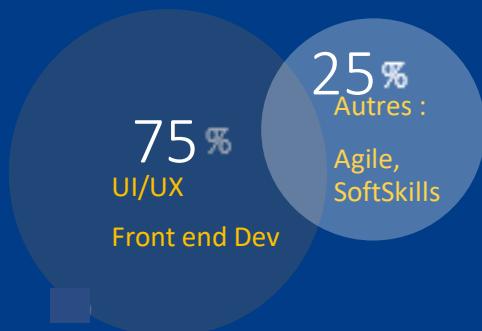 75 %
UI/UX
Front end Dev
25 %
Autres :
Agile,
SoftSkills